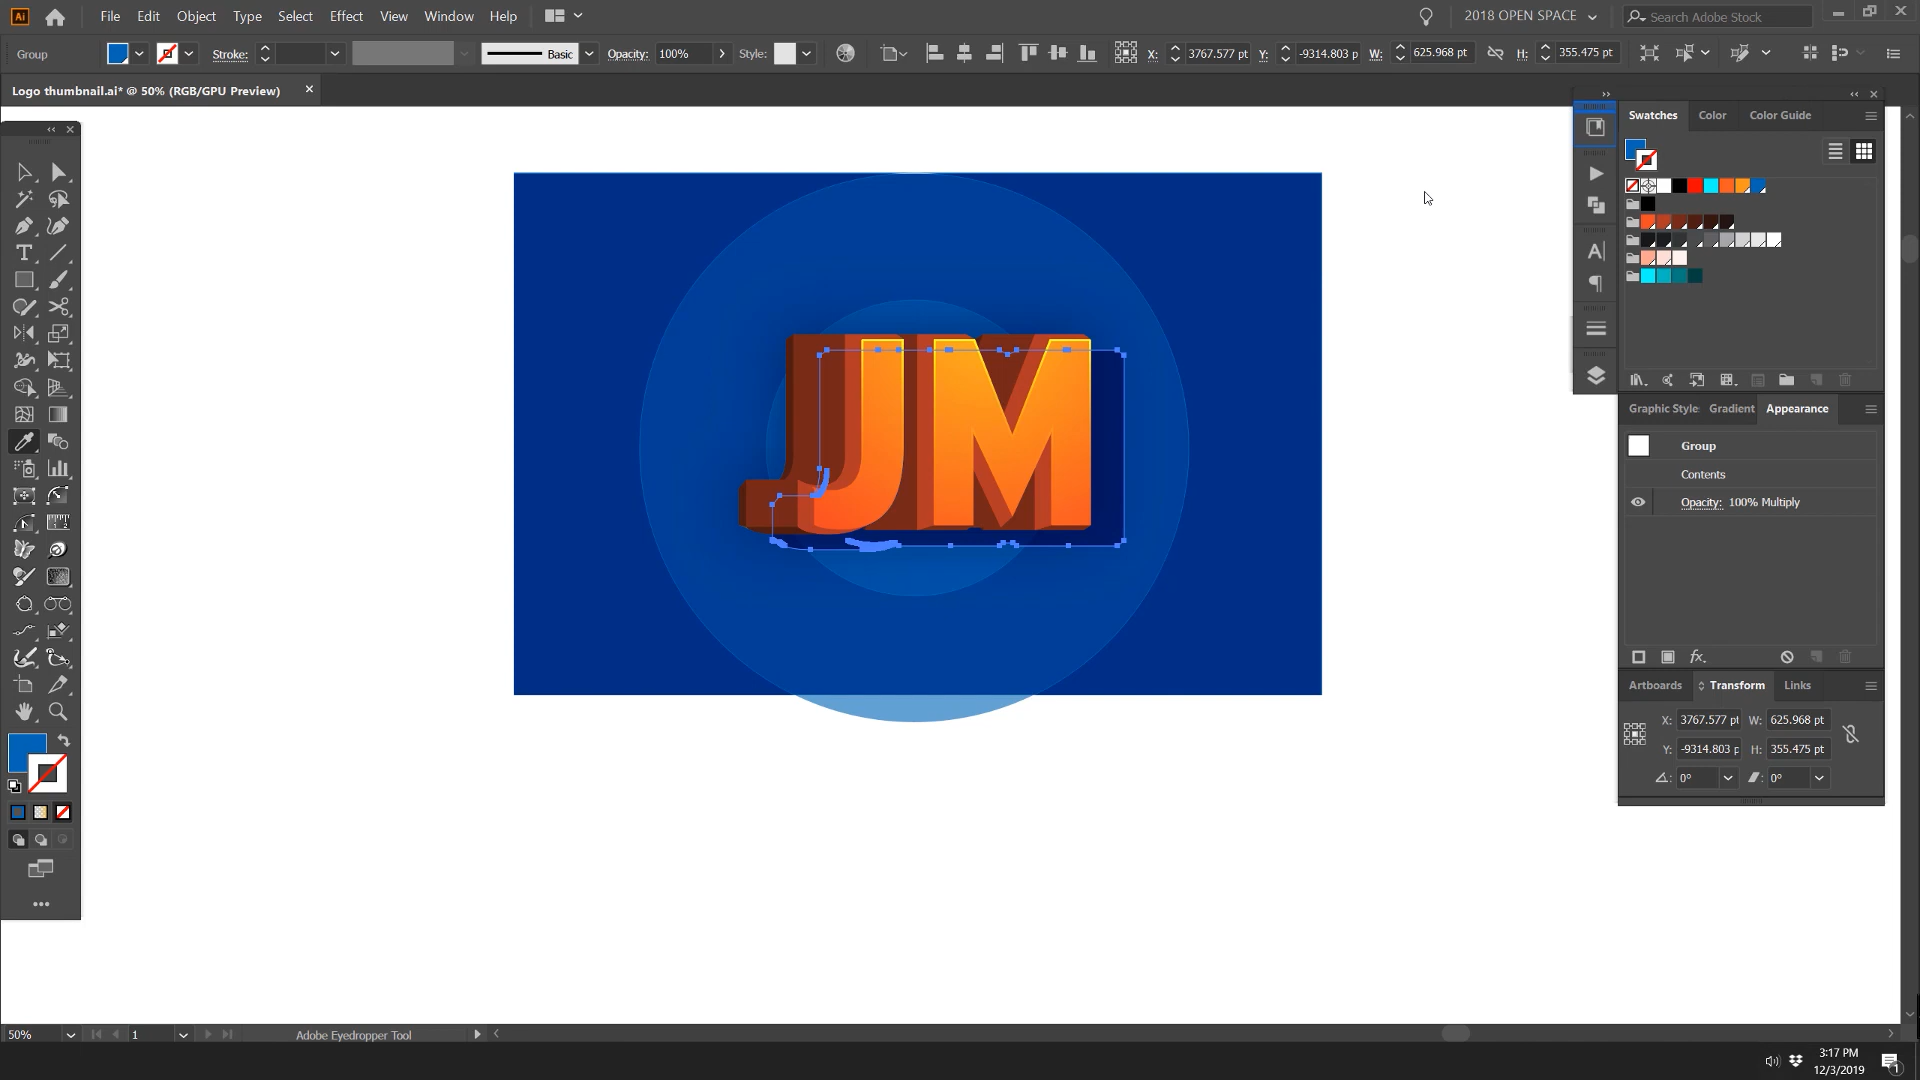 Ai File Edit Object Type Select Effect View Window Help 2018 OPEN SPACE Search Adobe Stock
Group Stroke: Basic Opacity: 100% Style: X: 3767.577 pt Y: -9314.803 p W: 625.968 pt H: 355.475 pt
Logo thumbnail.ai* @ 50% (RGB/GPU Preview)
Swatches Color Color Guide
JM
Graphic Style: Gradient Appearance
Group
Contents
Opacity: 100% Multiply
fx.
Artboards Transform Links
X: 3767.577 pt W: 625.968 pt
Y: -9314.803 p H: 355.475 pt
0° 0°
50% 1 Adobe Eyedropper Tool
3:17 PM
12/3/2019
1